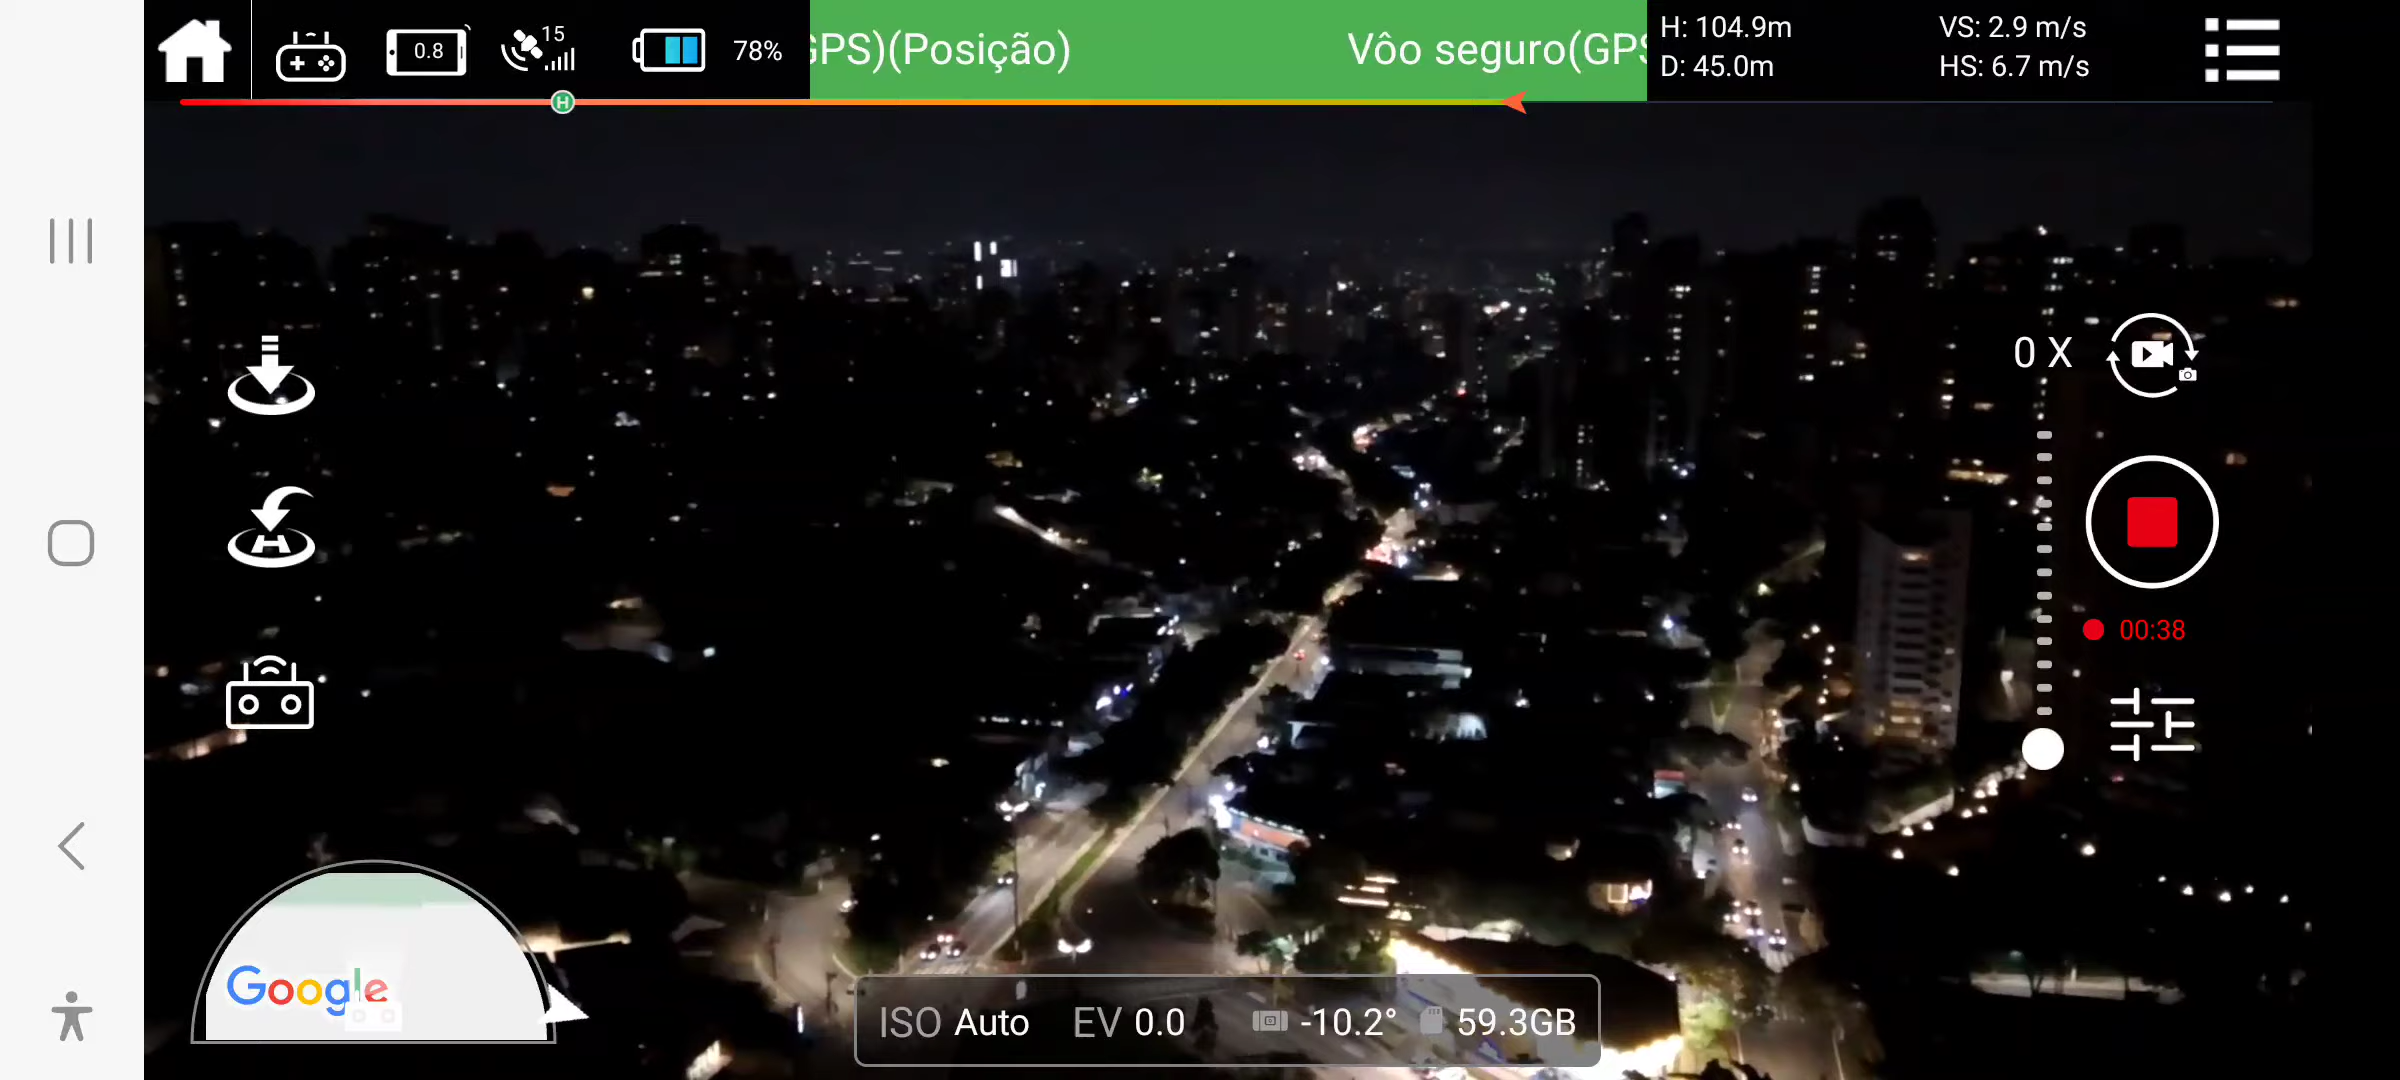 0.8
15
78%
GPS)(Posição)
Vôo seguro(GPS
H: 104.9m
VS: 2.9 m/s
D: 45.0m
HS: 6.7 m/s
H
0 X
00:38
H
Google
ISO Auto
EV 0.0
-10.2°
59.3GB